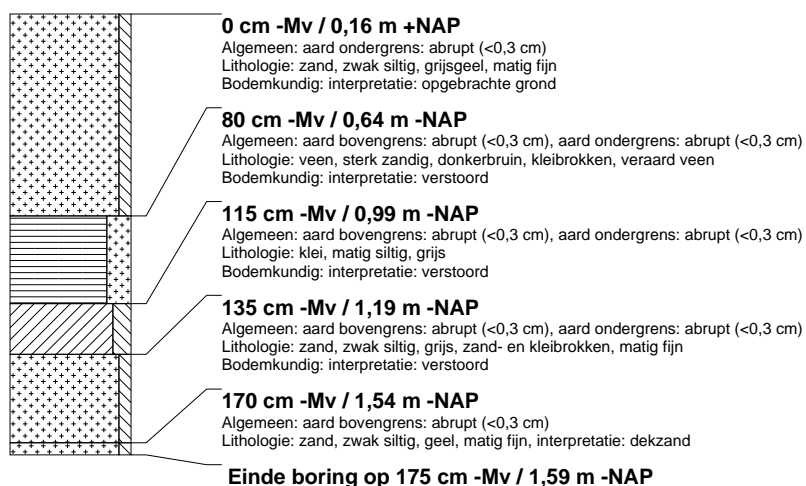 0 cm -Mv / 0,16 m +NAP
Algemeen: aard ondergrens: abrupt (<0,3 cm)
Lithologie: zand, zwak siltig, grijsgeel, matig fijn
Bodemkundig: interpretatie: opgebrachte grond
80 cm -Mv / 0,64 m -NAP
Algemeen: aard bovengrens: abrupt (<0,3 cm), aard ondergrens: abrupt (<0,3 cm)
Lithologie: veen, sterk zandig, donkerbruin, kleibrokken, veraard veen
Bodemkundig: interpretatie: verstoord
115 cm -Mv / 0,99 m -NAP
Algemeen: aard bovengrens: abrupt (<0,3 cm), aard ondergrens: abrupt (<0,3 cm)
Lithologie: klei, matig siltig, grijs
Bodemkundig: interpretatie: verstoord
135 cm -Mv / 1,19 m -NAP
Algemeen: aard bovengrens: abrupt (<0,3 cm), aard ondergrens: abrupt (<0,3 cm)
Lithologie: zand, zwak siltig, grijs, zand- en kleibrokken, matig fijn
Bodemkundig: interpretatie: verstoord
170 cm -Mv / 1,54 m -NAP
Algemeen: aard bovengrens: abrupt (<0,3 cm)
Lithologie: zand, zwak siltig, geel, matig fijn, interpretatie: dekzand
Einde boring op 175 cm -Mv / 1,59 m -NAP